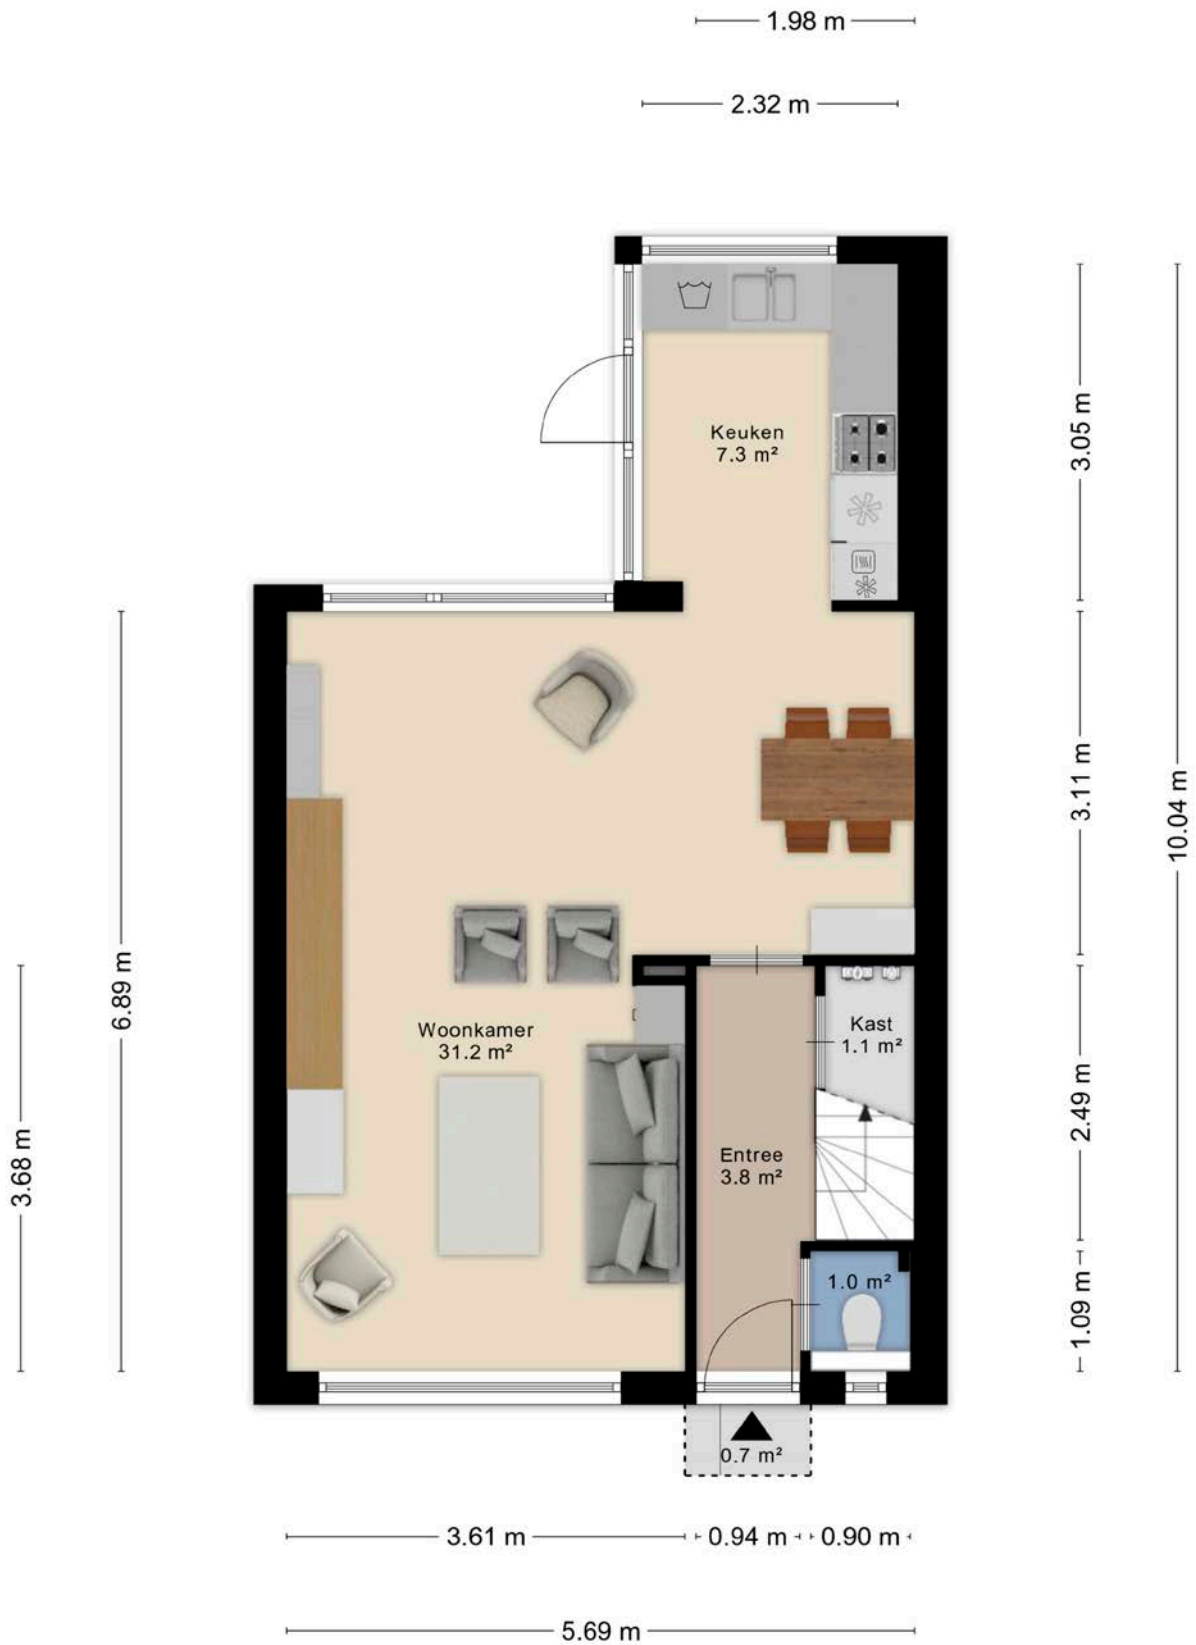 1.98 m
2.32 m
Keuken
7.3 m²
3.05 m
3.11 m
10.04 m
6.89 m
Woonkamer
31.2 m²
Kast
1.1 m²
2.49 m
3.68 m
Entree
3.8 m²
1.0 m²
1.09 m
0.7 m²
3.61 m
0.94 m
0.90 m
5.69 m